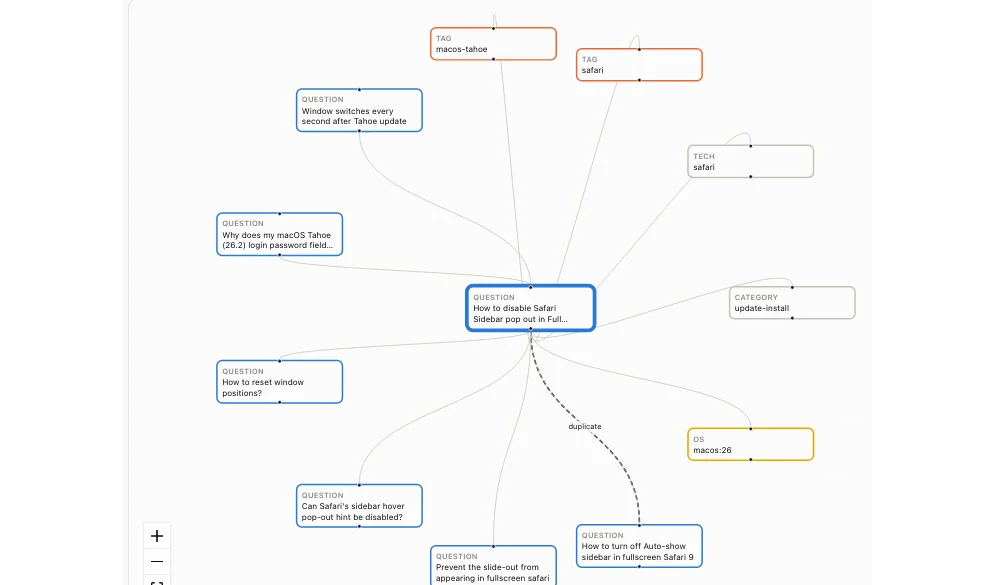 TAG
macos-tahoe
TAG
safari
QUESTION
Window switches every
second after Tahoe update
TECH
safari
QUESTION
Why does my macOS Tahoe
(26.2) login password field...
QUESTION
How to disable Safari
Sidebar pop out in Full...
CATEGORY
update-install
QUESTION
How to reset window
positions?
duplicate
OS
macos:26
QUESTION
Can Safari's sidebar hover
pop-out hint be disabled?
QUESTION
How to turn off Auto-show
sidebar in fullscreen Safari 9
QUESTION
Prevent the slide-out from
appearing in fullscreen safari